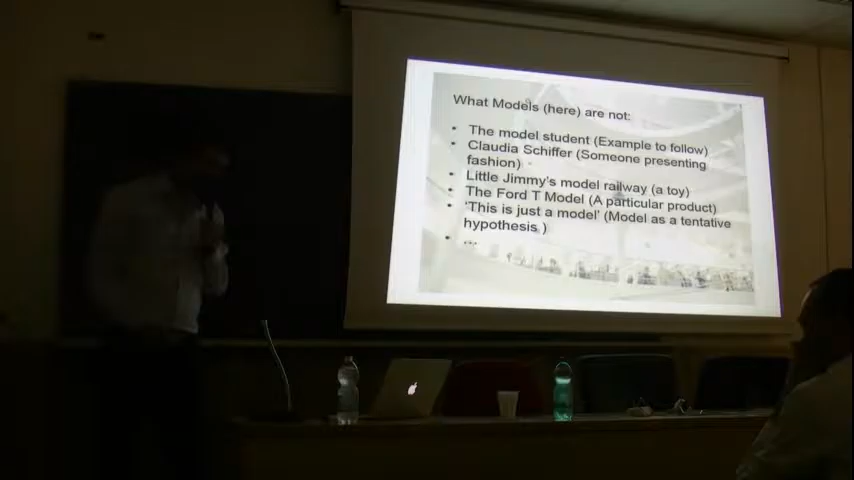 What Models (here) are not:
• The model student (Example to follow)
• Claudia Schiffer (Someone presenting
fashion)
• Little Jimmy's model railway (a toy)
• The Ford T Model (A particular product)
• 'This is just a model' (Model as a tentative
hypothesis )
• ...